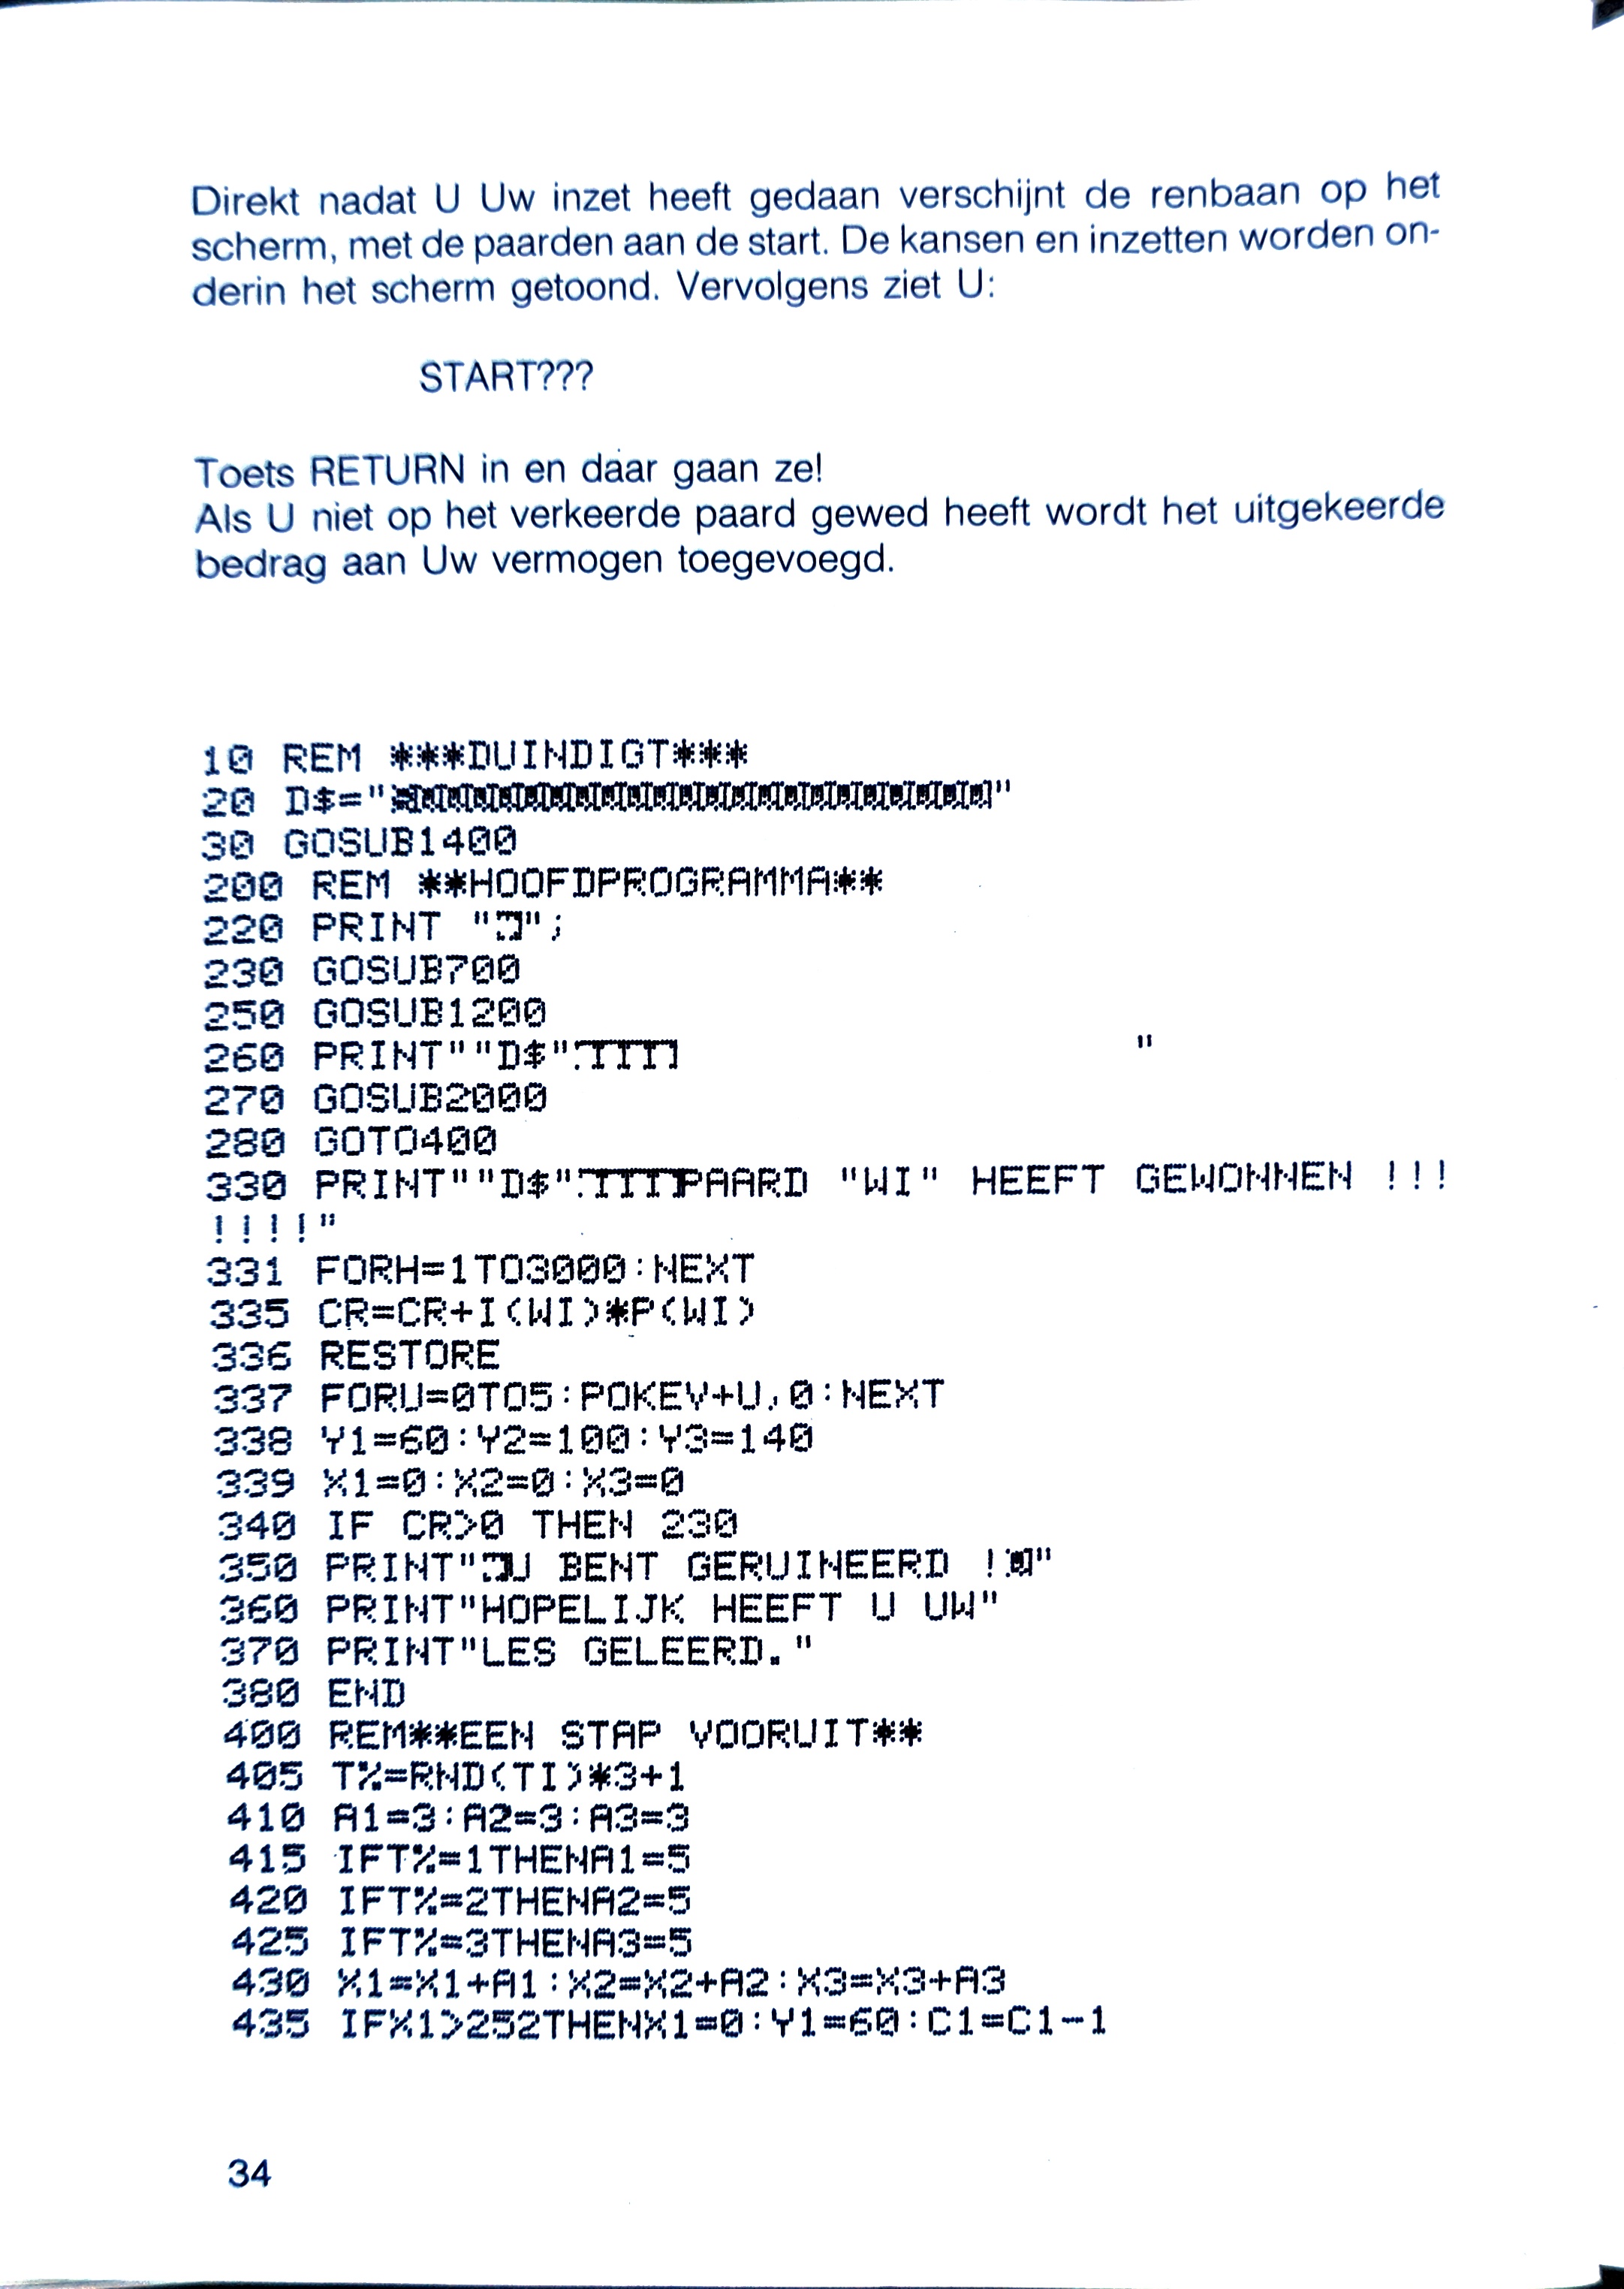 Direkt nadat U Uw inzet heeft gedaan verschijnt de renbaan op het
scherm, met de paarden aan de start. De kansen en inzetten worden on-
derin het scherm getoond. Vervolgens ziet U:
START???
Toets RETURN in en daar gaan ze!
Als U niet op het verkeerde paard gewed heeft wordt het uitgekeerde
bedrag aan Uw vermogen toegevoegd.
10 REM ***DUINDIGT***
20 D$=""
30 GOSUB1400
200 REM **HOOFDPROGRAMMA**
220 PRINT "";
230 GOSUB700
250 GOSUB1200
260 PRINT""D$" "
270 GOSUB2000
280 GOTO400
330 PRINT""D$"PAARD "WI" HEEFT GEWONNEN !!!
!!!!"
331 FORH=1TO3000:NEXT
335 CR=CR+I(WI)*P(WI)
336 RESTORE
337 FORU=0TO5:POKEV+U,0:NEXT
338 Y1=60:Y2=100:Y3=140
339 X1=0:X2=0:X3=0
340 IF CR>0 THEN 230
350 PRINT"U BENT GERUINEERD !"
360 PRINT"HOPELIJK HEEFT U UW"
370 PRINT"LES GELEERD."
380 END
400 REM**EEN STAP VOORUIT**
405 T%=RND(TI)*3+1
410 A1=3:A2=3:A3=3
415 IFT%=1THENA1=5
420 IFT%=2THENA2=5
425 IFT%=3THENA3=5
430 X1=X1+A1:X2=X2+A2:X3=X3+A3
435 IFX1>252THENX1=0:Y1=60:C1=C1-1
34